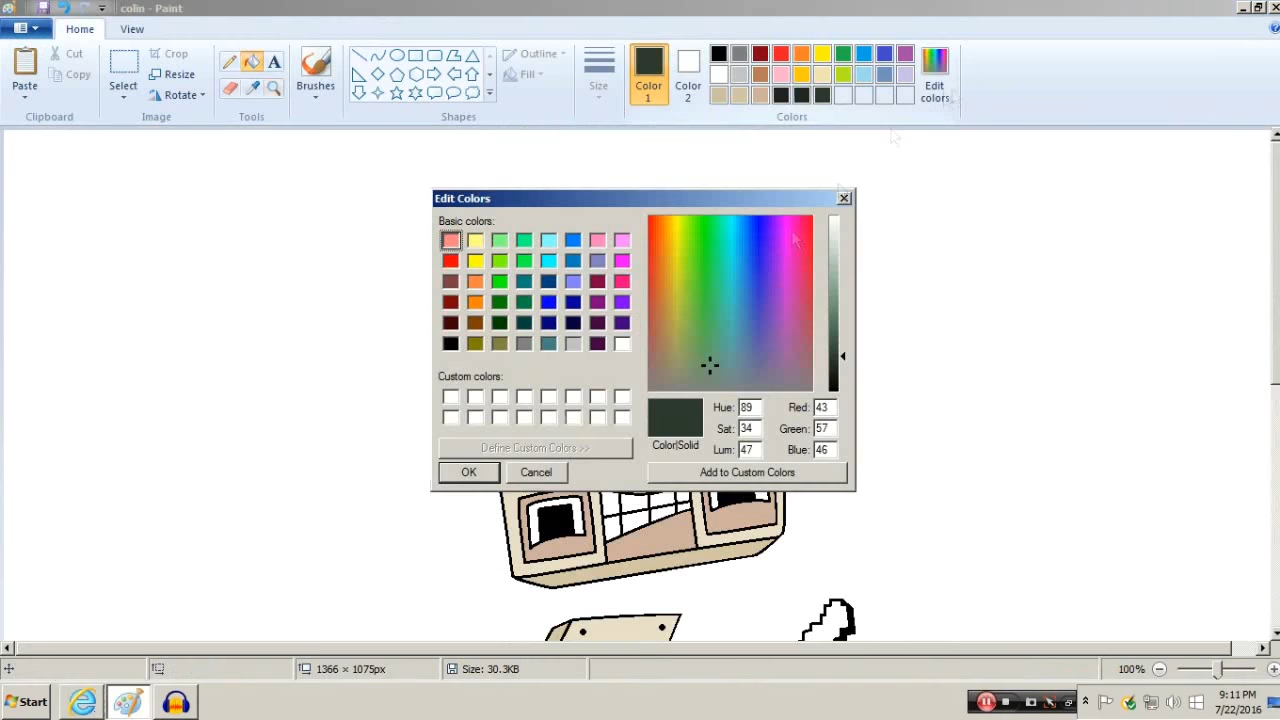 colin - Paint
Home View
Paste
Cut
Copy
Clipboard
Select
Crop
Resize
Rotate
Image
A
Tools
Brushes
Outline
Fill
Shapes
Size
Color 1
Color 2
Edit colors
Colors
Edit Colors
Basic colors:
Custom colors:
Define Custom Colors >>
OK Cancel
Color|Solid
Hue: 89 Red: 43
Sat: 34 Green: 57
Lum: 47 Blue: 46
Add to Custom Colors
1366 × 1075px Size: 30.3KB 100%
Start 9:11 PM
7/22/2016